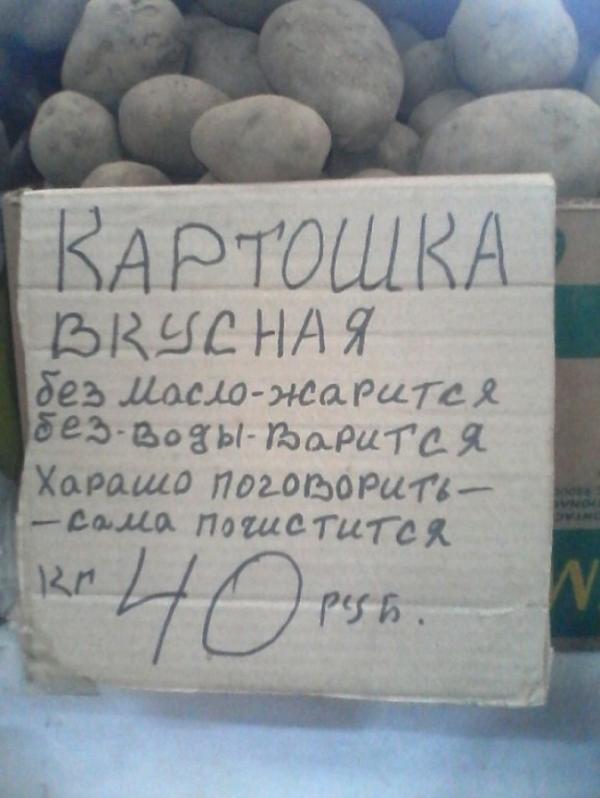 КАРТОШКА
ВКУСНАЯ
без масло-жарится
без-воды-варится
Харашо поговорить-
-сама почистится
Кг 40 руб.